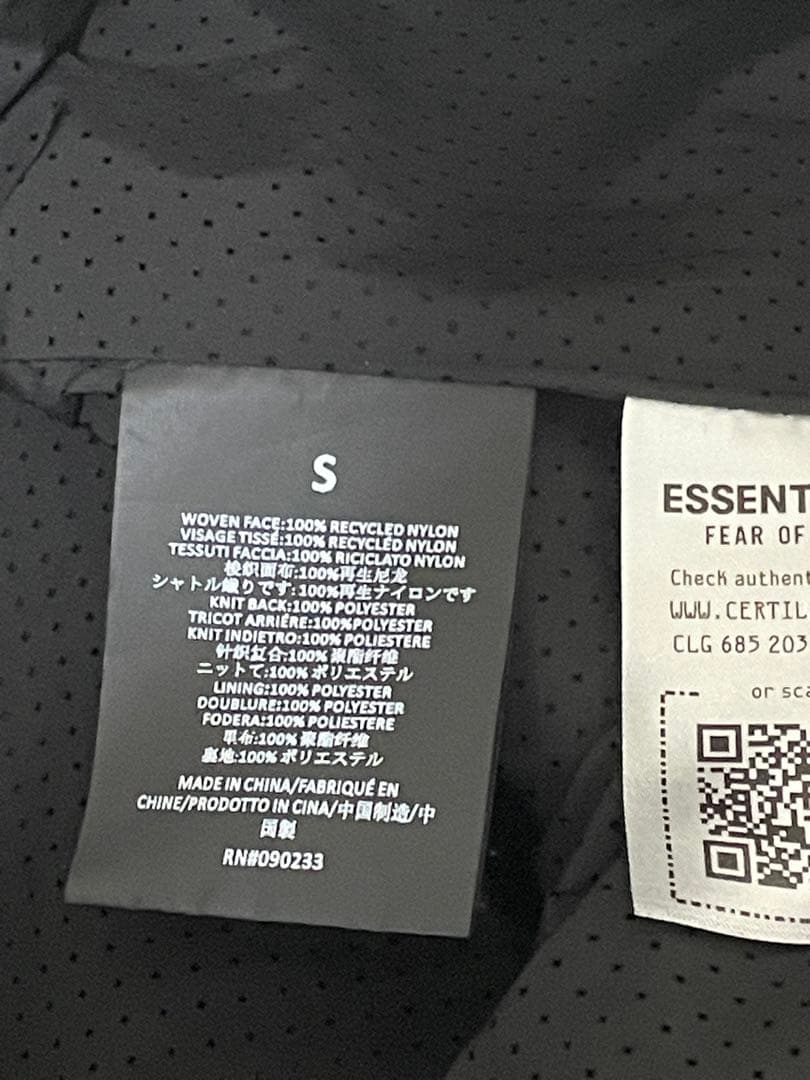 S
WOVEN FACE:100% RECYCLED NYLON
VISAGE TISSÉ:100% RECYCLÉD NYLON
TESSUTI FACCIA:100% RICICLATO NYLON
梭织面布:100%再生尼龙
シャトル織りです:100%再生ナイロンです
KNIT BACK:100% POLYESTER
TRICOT ARRIÉRE:100%POLYESTER
KNIT INDIETRO:100% POLIESTERE
针织复合:100% 聚酯纤维
ニットて:100% ポリエステル
LINING:100% POLYESTER
DOUBLURE:100% POLYESTER
FODERA:100% POLIESTERE
里布:100% 聚酯纤维
裏地:100% ポリエステル
MADE IN CHINA/FABRIQUÉ EN
CHINE/PRODOTTO IN CINA/中国制造/中
国製
RN#090233
ESSENT
FEAR OF
Check authent
WWW.CERTIL
CLG 685 203
or sca